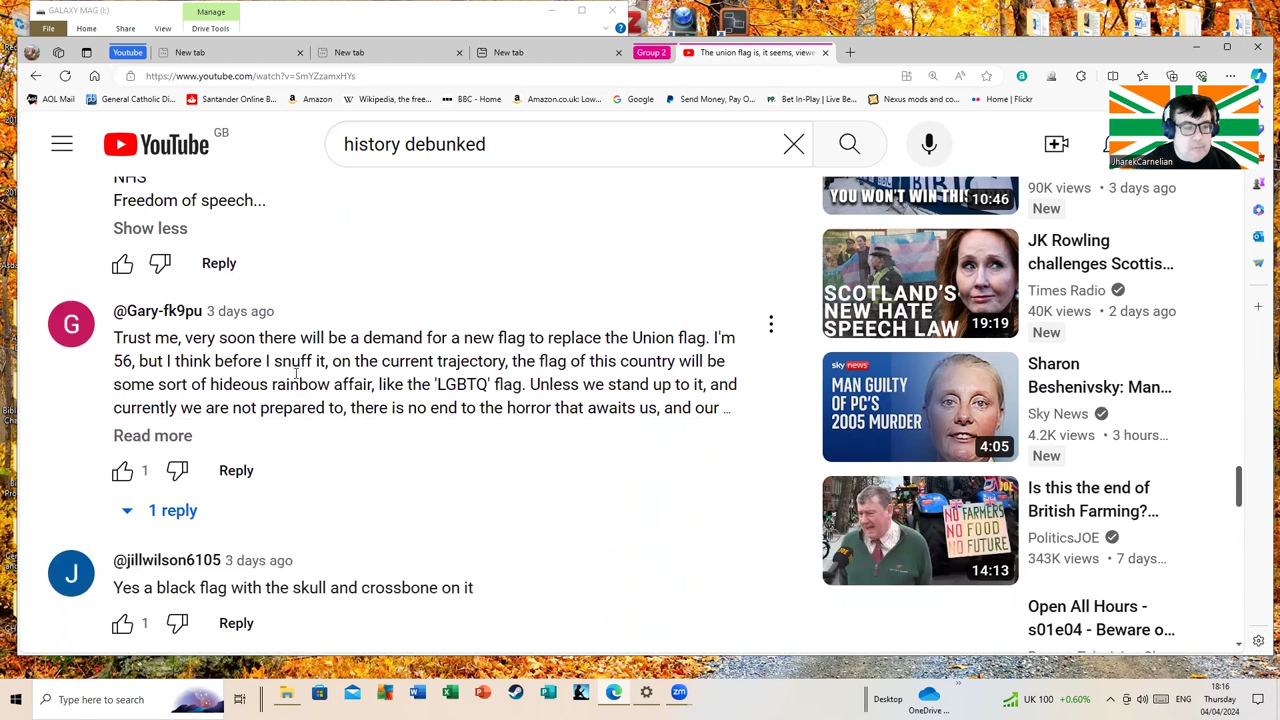 GALAXY MAG (I:)
Manage
File
Home
Share
View
Drive Tools
Youtube
New tab
New tab
New tab
Group 2
The union flag is, it seems, viewe
https://www.youtube.com/watch?v=SmYZzamxHYs
AOL Mail
General Catholic Di...
Santander Online B...
Amazon
Wikipedia, the free...
BBC - Home
Amazon.co.uk: Low...
Google
Send Money, Pay O...
Bet In-Play | Live Be...
Nexus mods and co...
Home | Flickr
JharekCarnelian
YouTube GB
history debunked
NHS
Freedom of speech...
Show less
Reply
G
@Gary-fk9pu 3 days ago
Trust me, very soon there will be a demand for a new flag to replace the Union flag. I'm
56, but I think before I snuff it, on the current trajectory, the flag of this country will be
some sort of hideous rainbow affair, like the 'LGBTQ' flag. Unless we stand up to it, and
currently we are not prepared to, there is no end to the horror that awaits us, and our ...
Read more
1
Reply
1 reply
J
@jillwilson6105 3 days ago
Yes a black flag with the skull and crossbone on it
1
Reply
YOU WON'T WIN THIS
10:46
90K views • 3 days ago
New
SCOTLAND'S
NEW HATE
SPEECH LAW
19:19
JK Rowling
challenges Scottis...
Times Radio
40K views • 2 days ago
New
sky news
MAN GUILTY
OF PC'S
2005 MURDER
4:05
Sharon
Beshenivsky: Man...
Sky News
4.2K views • 3 hours...
New
NO FARMERS
NO FOOD
NO FUTURE
14:13
Is this the end of
British Farming?...
PoliticsJOE
343K views • 7 days...
Open All Hours -
s01e04 - Beware o...
Type here to search
Desktop
OneDrive ...
UK 100 +0.60%
ENG
18:16
Thursday
04/04/2024